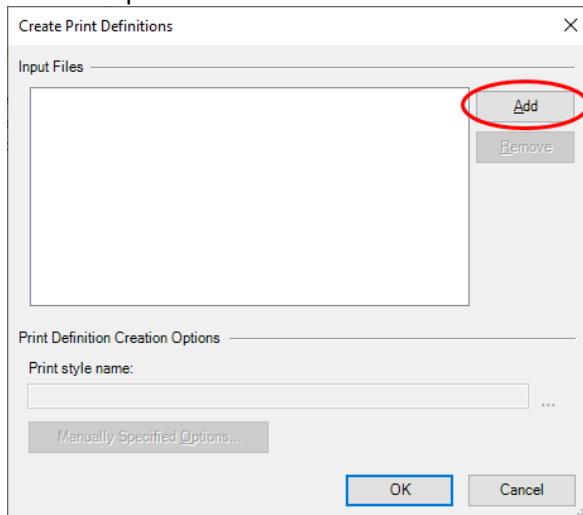 Create Print Definitions
Input Files
Add
Remove
Print Definition Creation Options
Print style name:
...
Manually Specified Options...
OK
Cancel